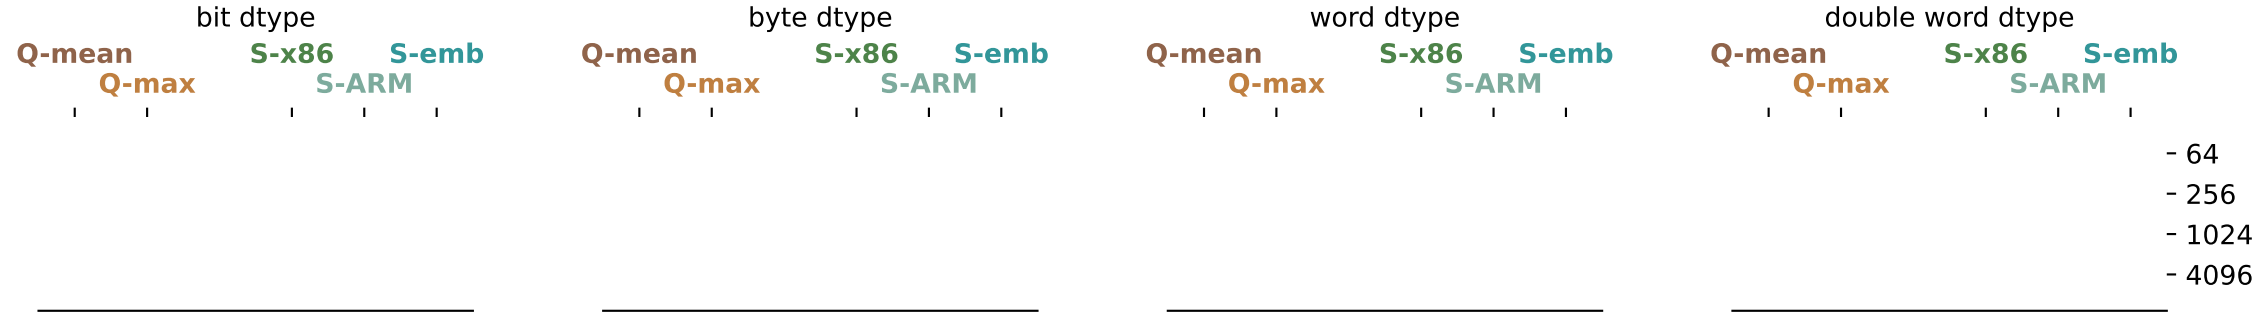 bit dtype
Q-mean S-x86 S-emb
Q-max S-ARM
byte dtype
Q-mean S-x86 S-emb
Q-max S-ARM
word dtype
Q-mean S-x86 S-emb
Q-max S-ARM
double word dtype
Q-mean S-x86 S-emb
Q-max S-ARM
64
256
1024
4096